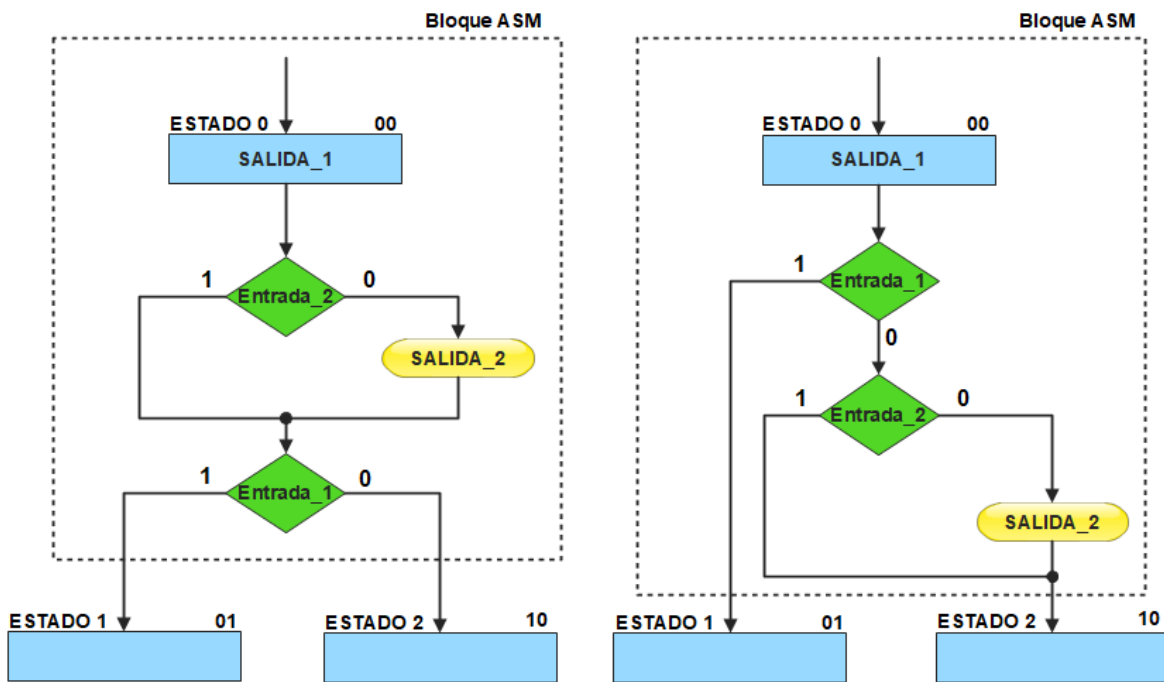 Bloque ASM
ESTADO 0 00
SALIDA_1
1 Entrada_2 0
SALIDA_2
1 Entrada_1 0
ESTADO 1 01
ESTADO 2 10
Bloque ASM
ESTADO 0 00
SALIDA_1
1 Entrada_1
0
1 Entrada_2 0
SALIDA_2
ESTADO 1 01
ESTADO 2 10